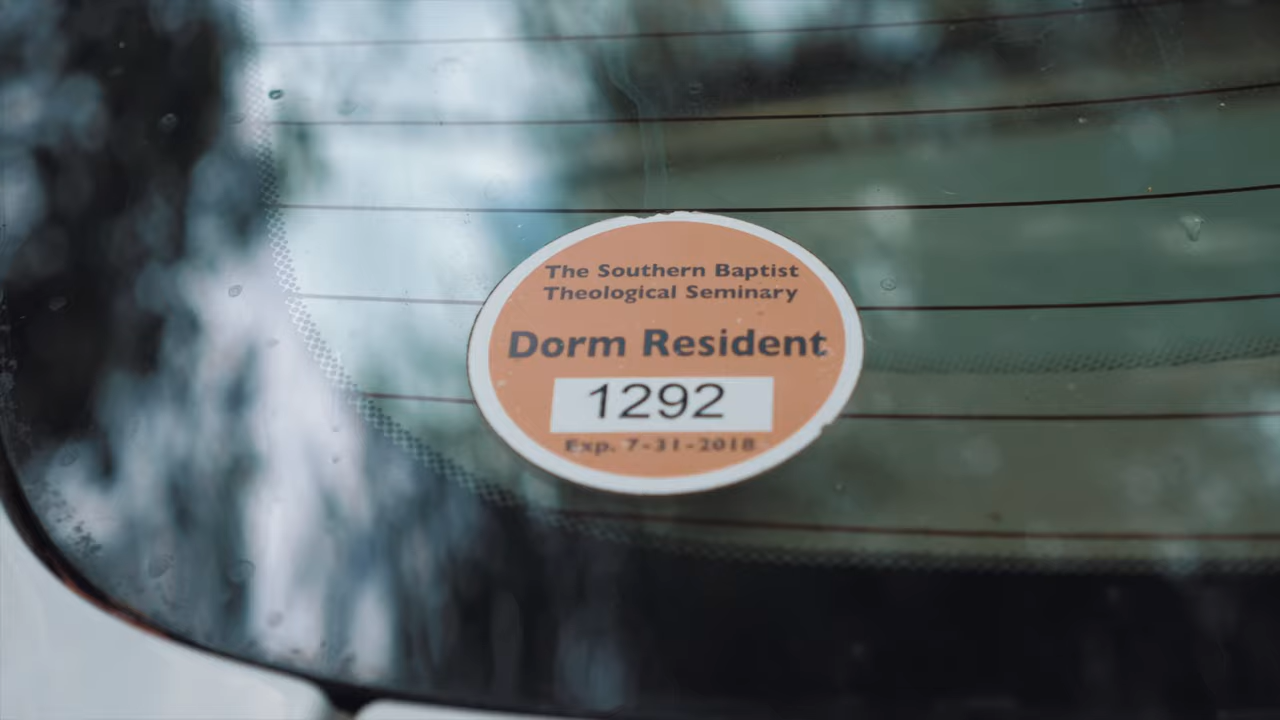 The Southern Baptist
Theological Seminary
Dorm Resident
1292
Exp. 7-31-2018